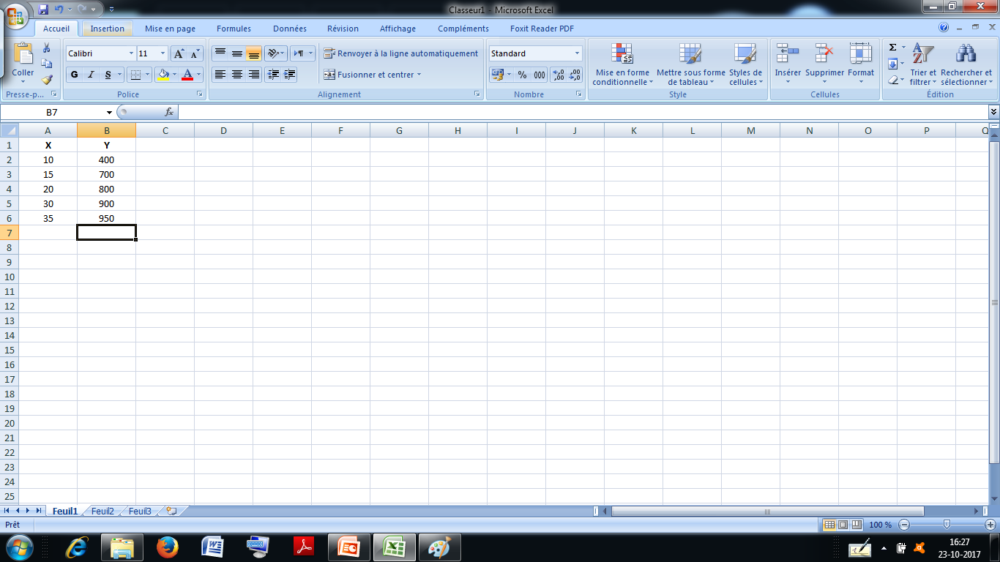 Classeur1 - Microsoft Excel
Accueil Insertion Mise en page Formules Données Révision Affichage Compléments Foxit Reader PDF
Coller
Presse-p...
Calibri 11
G I S
Police
Renvoyer à la ligne automatiquement
Fusionner et centrer
Alignement
Standard
% 000
Nombre
Mise en forme conditionnelle
Mettre sous forme de tableau
Styles de cellules
Style
Insérer Supprimer Format
Cellules
Σ
Trier et filtrer
Rechercher et sélectionner
Édition
B7 fx
A B C D E F G H I J K L M N O P Q
1 X Y
2 10 400
3 15 700
4 20 800
5 30 900
6 35 950
7
8
9
10
11
12
13
14
15
16
17
18
19
20
21
22
23
24
25
Feuil1 Feuil2 Feuil3
Prêt 100 %
16:27
23-10-2017